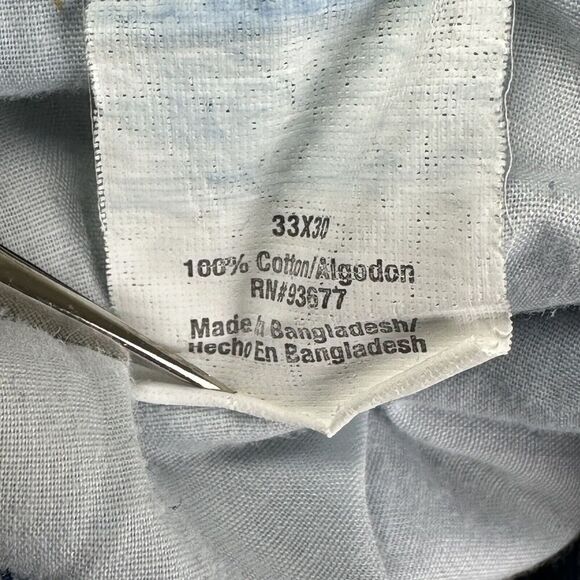 33X30
100% Cotton/Algodon
RN#93677
Made In Bangladesh/
Hecho En Bangladesh